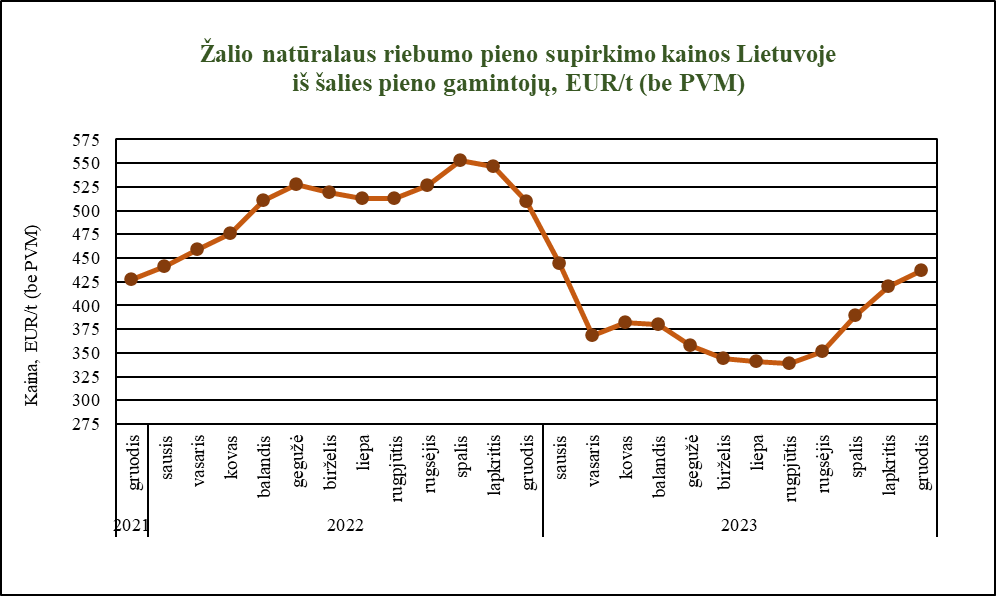 Žalio natūralaus riebumo pieno supirkimo kainos Lietuvoje
iš šalies pieno gamintojų, EUR/t (be PVM)
Kaina, EUR/t (be PVM)
575
550
525
500
475
450
425
400
375
350
325
300
275
gruodis
sausis
vasaris
kovas
balandis
gegužė
birželis
liepa
rugpjūtis
rugsėjis
spalis
lapkritis
gruodis
sausis
vasaris
kovas
balandis
gegužė
birželis
liepa
rugpjūtis
rugsėjis
spalis
lapkritis
gruodis
2021
2022
2023